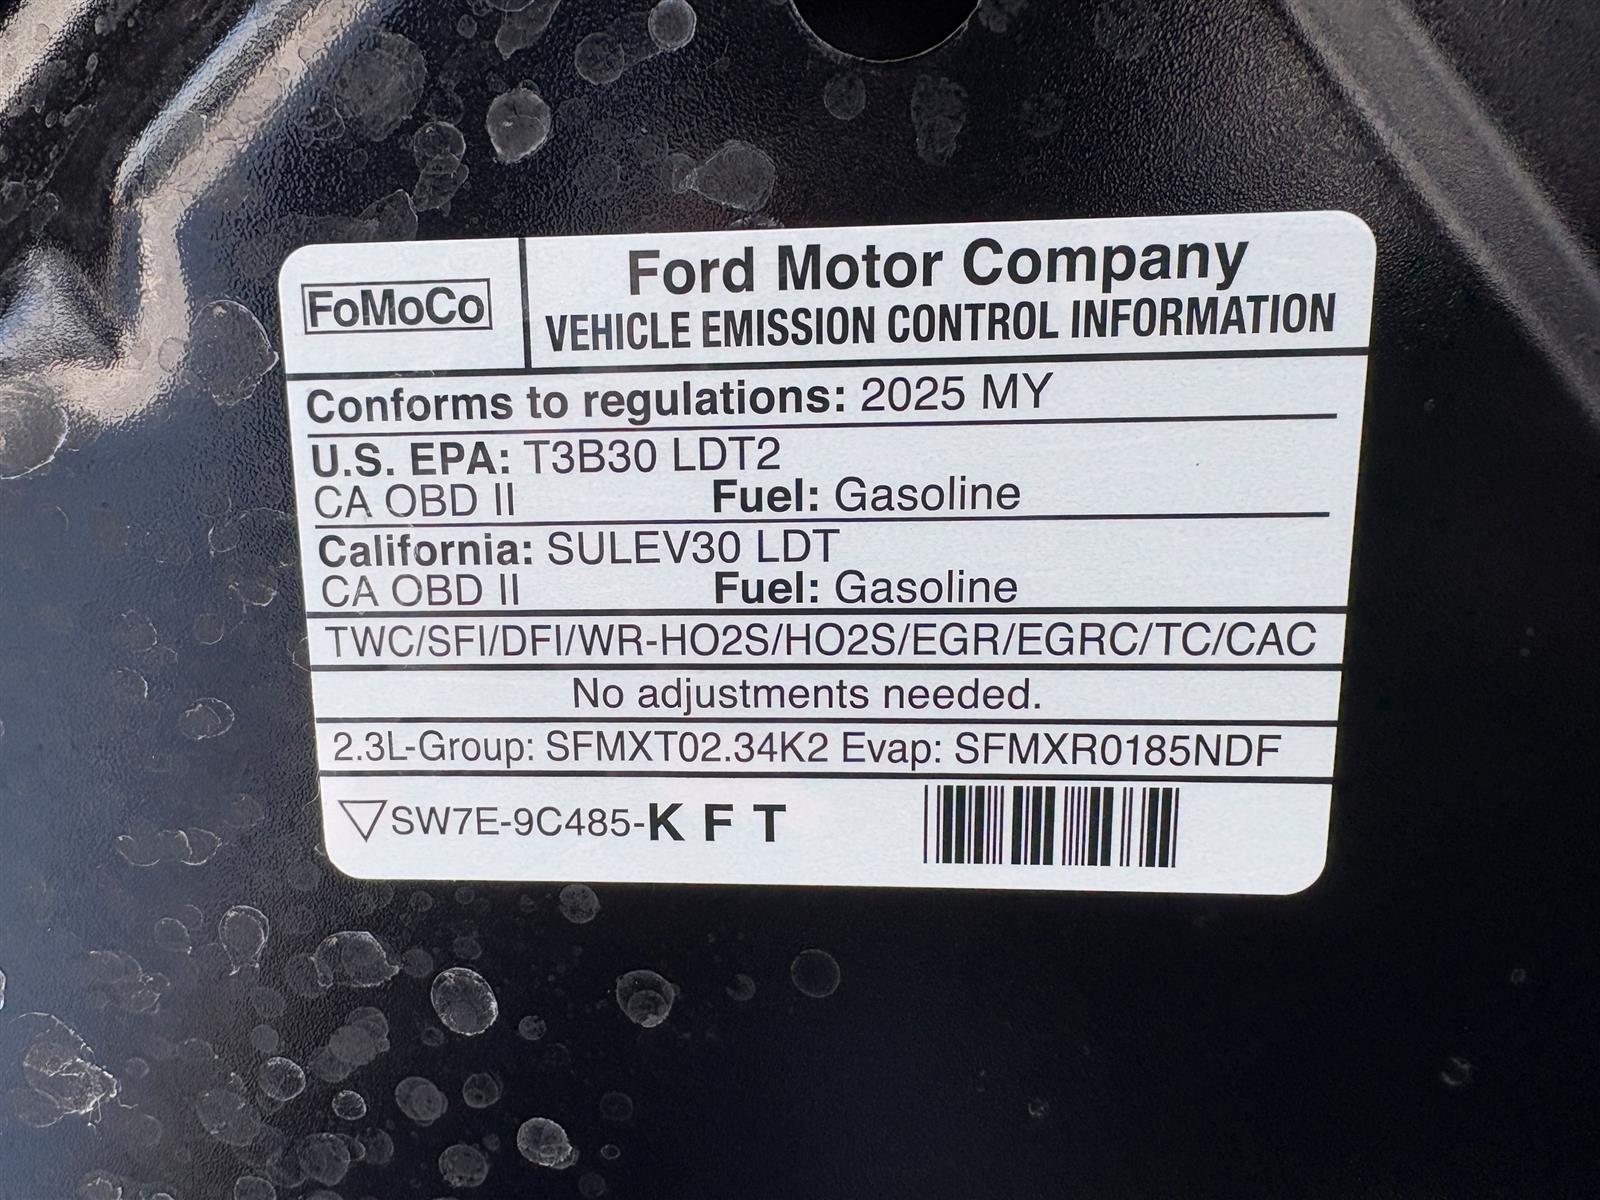 FoMoCo
Ford Motor Company
VEHICLE EMISSION CONTROL INFORMATION
Conforms to regulations: 2025 MY
U.S. EPA: T3B30 LDT2
CA OBD II Fuel: Gasoline
California: SULEV30 LDT
CA OBD II Fuel: Gasoline
TWC/SFI/DFI/WR-HO2S/HO2S/EGR/EGRC/TC/CAC
No adjustments needed.
2.3L-Group: SFMXT02.34K2 Evap: SFMXR0185NDF
▽SW7E-9C485-K F T